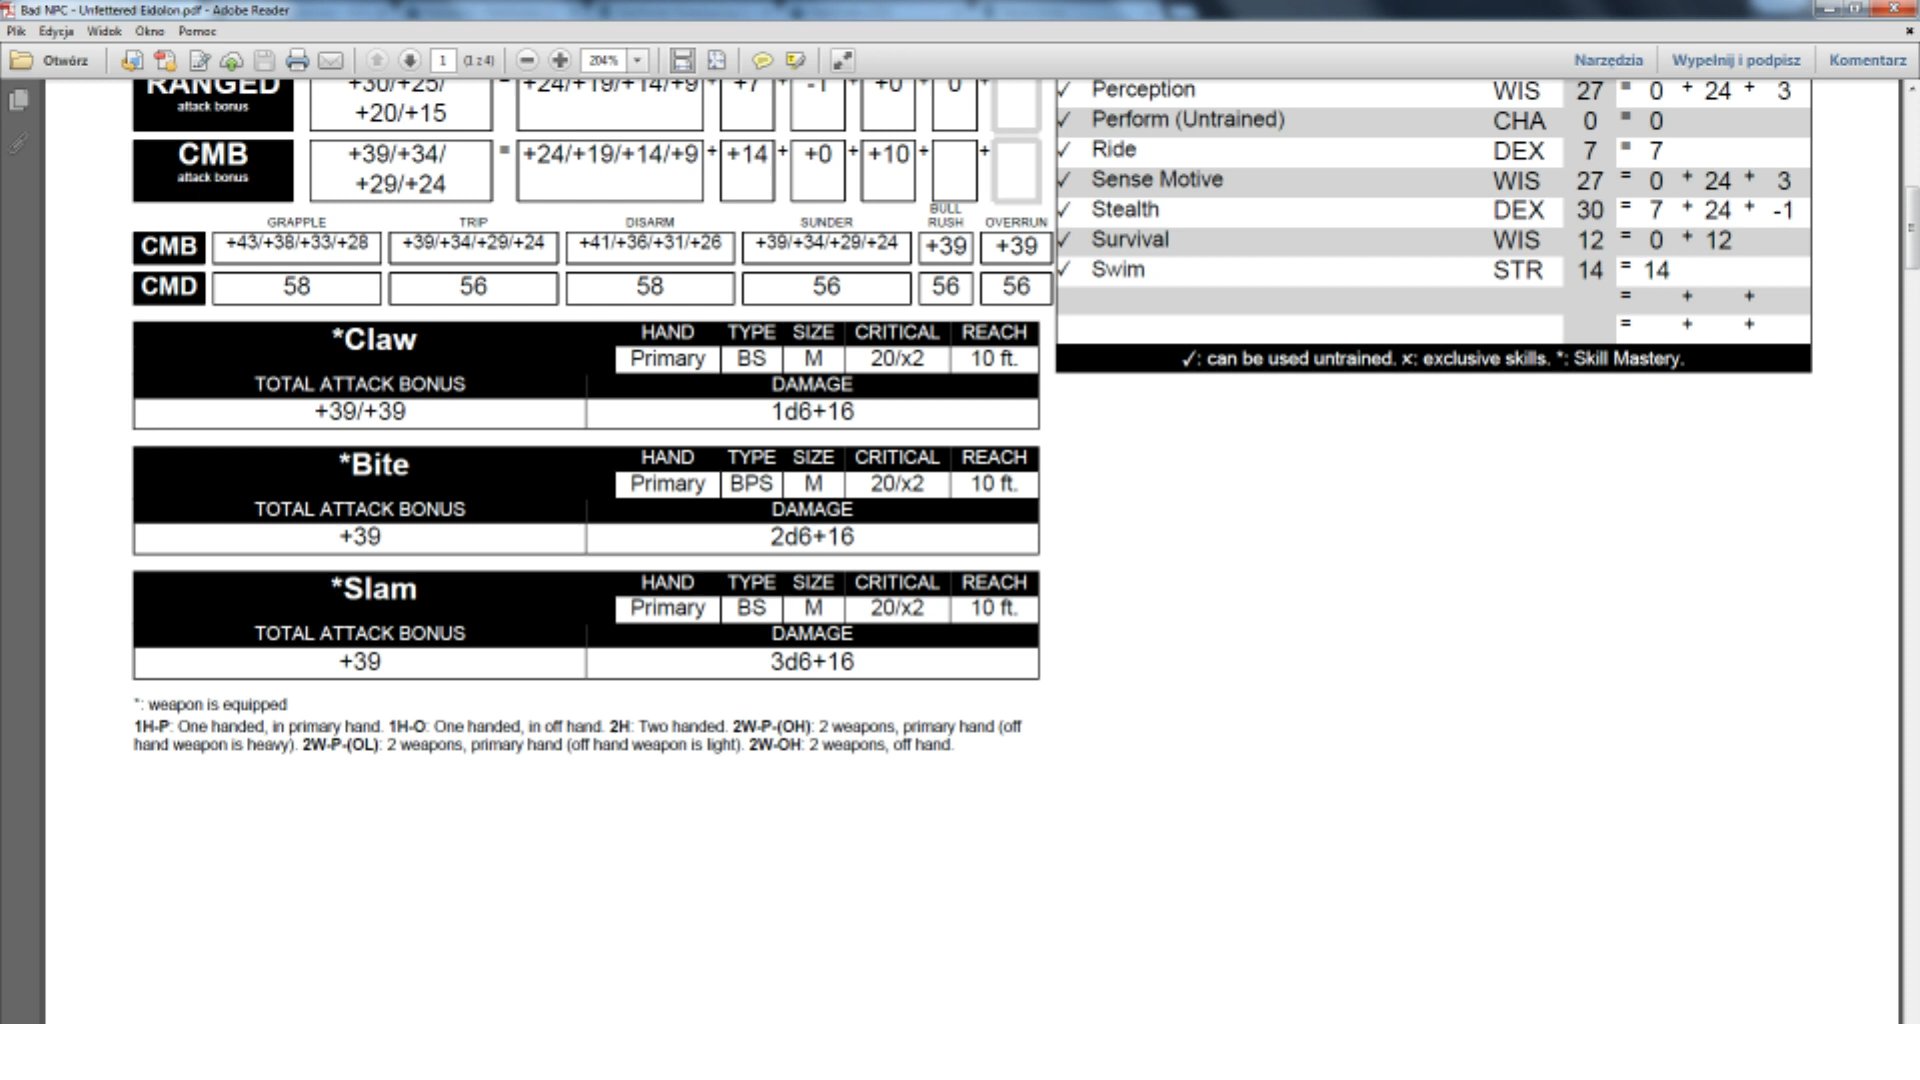 Bad NPC - Unfettered Eidolon.pdf - Adobe Reader
Plik Edycja Widok Okno Pomoc
Otwórz 1 (1 z 4) 204% Narzędzia Wypełnij i podpisz Komentarz
RANGED
attack bonus
+30/+25/
+20/+15
+24/+19/+14/+9 + +7 + -1 + +0 + 0 +
CMB
attack bonus
+39/+34/
+29/+24
= +24/+19/+14/+9 + +14 + +0 + +10 + +
GRAPPLE TRIP DISARM SUNDER BULL RUSH OVERRUN
CMB +43/+38/+33/+28 +39/+34/+29/+24 +41/+36/+31/+26 +39/+34/+29/+24 +39 +39
CMD 58 56 58 56 56 56
*Claw
HAND TYPE SIZE CRITICAL REACH
Primary BS M 20/x2 10 ft.
TOTAL ATTACK BONUS DAMAGE
+39/+39 1d6+16
*Bite
HAND TYPE SIZE CRITICAL REACH
Primary BPS M 20/x2 10 ft.
TOTAL ATTACK BONUS DAMAGE
+39 2d6+16
*Slam
HAND TYPE SIZE CRITICAL REACH
Primary BS M 20/x2 10 ft.
TOTAL ATTACK BONUS DAMAGE
+39 3d6+16
*: weapon is equipped
1H-P: One handed, in primary hand. 1H-O: One handed, in off hand. 2H: Two handed. 2W-P-(OH): 2 weapons, primary hand (off
hand weapon is heavy). 2W-P-(OL): 2 weapons, primary hand (off hand weapon is light). 2W-OH: 2 weapons, off hand.
✓ Perception WIS 27 = 0 + 24 + 3
✓ Perform (Untrained) CHA 0 = 0
✓ Ride DEX 7 = 7
✓ Sense Motive WIS 27 = 0 + 24 + 3
✓ Stealth DEX 30 = 7 + 24 + -1
✓ Survival WIS 12 = 0 + 12
✓ Swim STR 14 = 14
= + +
= + +
✓: can be used untrained. x: exclusive skills. *: Skill Mastery.